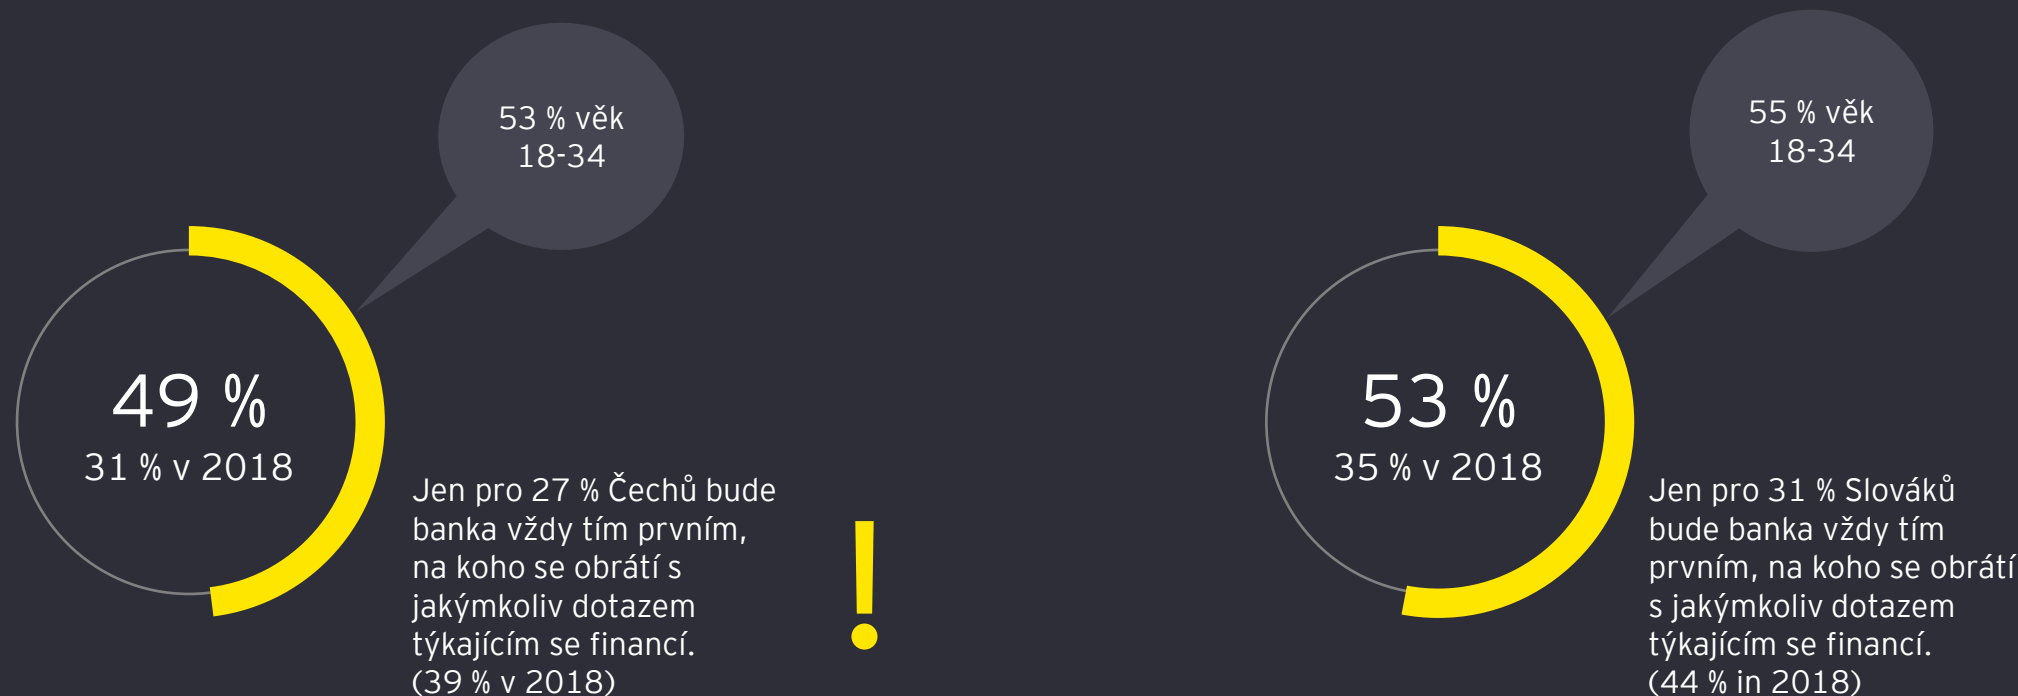 53 % věk
18-34
49 %
31 % v 2018
Jen pro 27 % Čechů bude
banka vždy tím prvním,
na koho se obrátí s
jakýmkoliv dotazem
týkajícím se financí.
(39 % v 2018)
!
55 % věk
18-34
53 %
35 % v 2018
Jen pro 31 % Slováků
bude banka vždy tím
prvním, na koho se obrátí
s jakýmkoliv dotazem
týkajícím se financí.
(44 % in 2018)